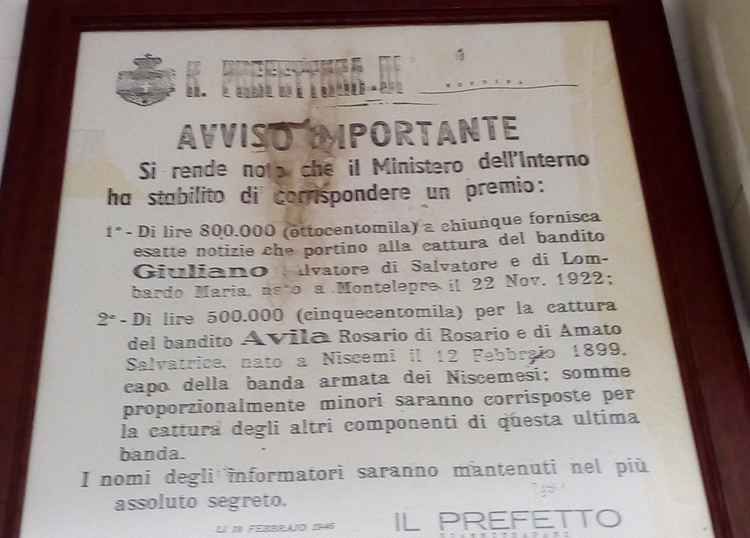 R. PREFETTURA DI
AVVISO IMPORTANTE
Si rende noto che il Ministero dell'Interno
ha stabilito di corrispondere un premio:
1° - Di lire 800.000 (ottocentomila) a chiunque fornisca
esatte notizie che portino alla cattura del bandito
Giuliano Salvatore di Salvatore e di Lom-
bardo Maria, nato a Montelepre il 22 Nov. 1922;
2° - Di lire 500.000 (cinquecentomila) per la cattura
del bandito Avila Rosario di Rosario e di Amato
Salvatrice, nato a Niscemi il 12 Febbraio 1899,
capo della banda armata dei Niscemesi; somme
proporzionalmente minori saranno corrisposte per
la cattura degli altri componenti di questa ultima
banda.
I nomi degli informatori saranno mantenuti nel più
assoluto segreto.
FEBBRAIO 1946
IL PREFETTO